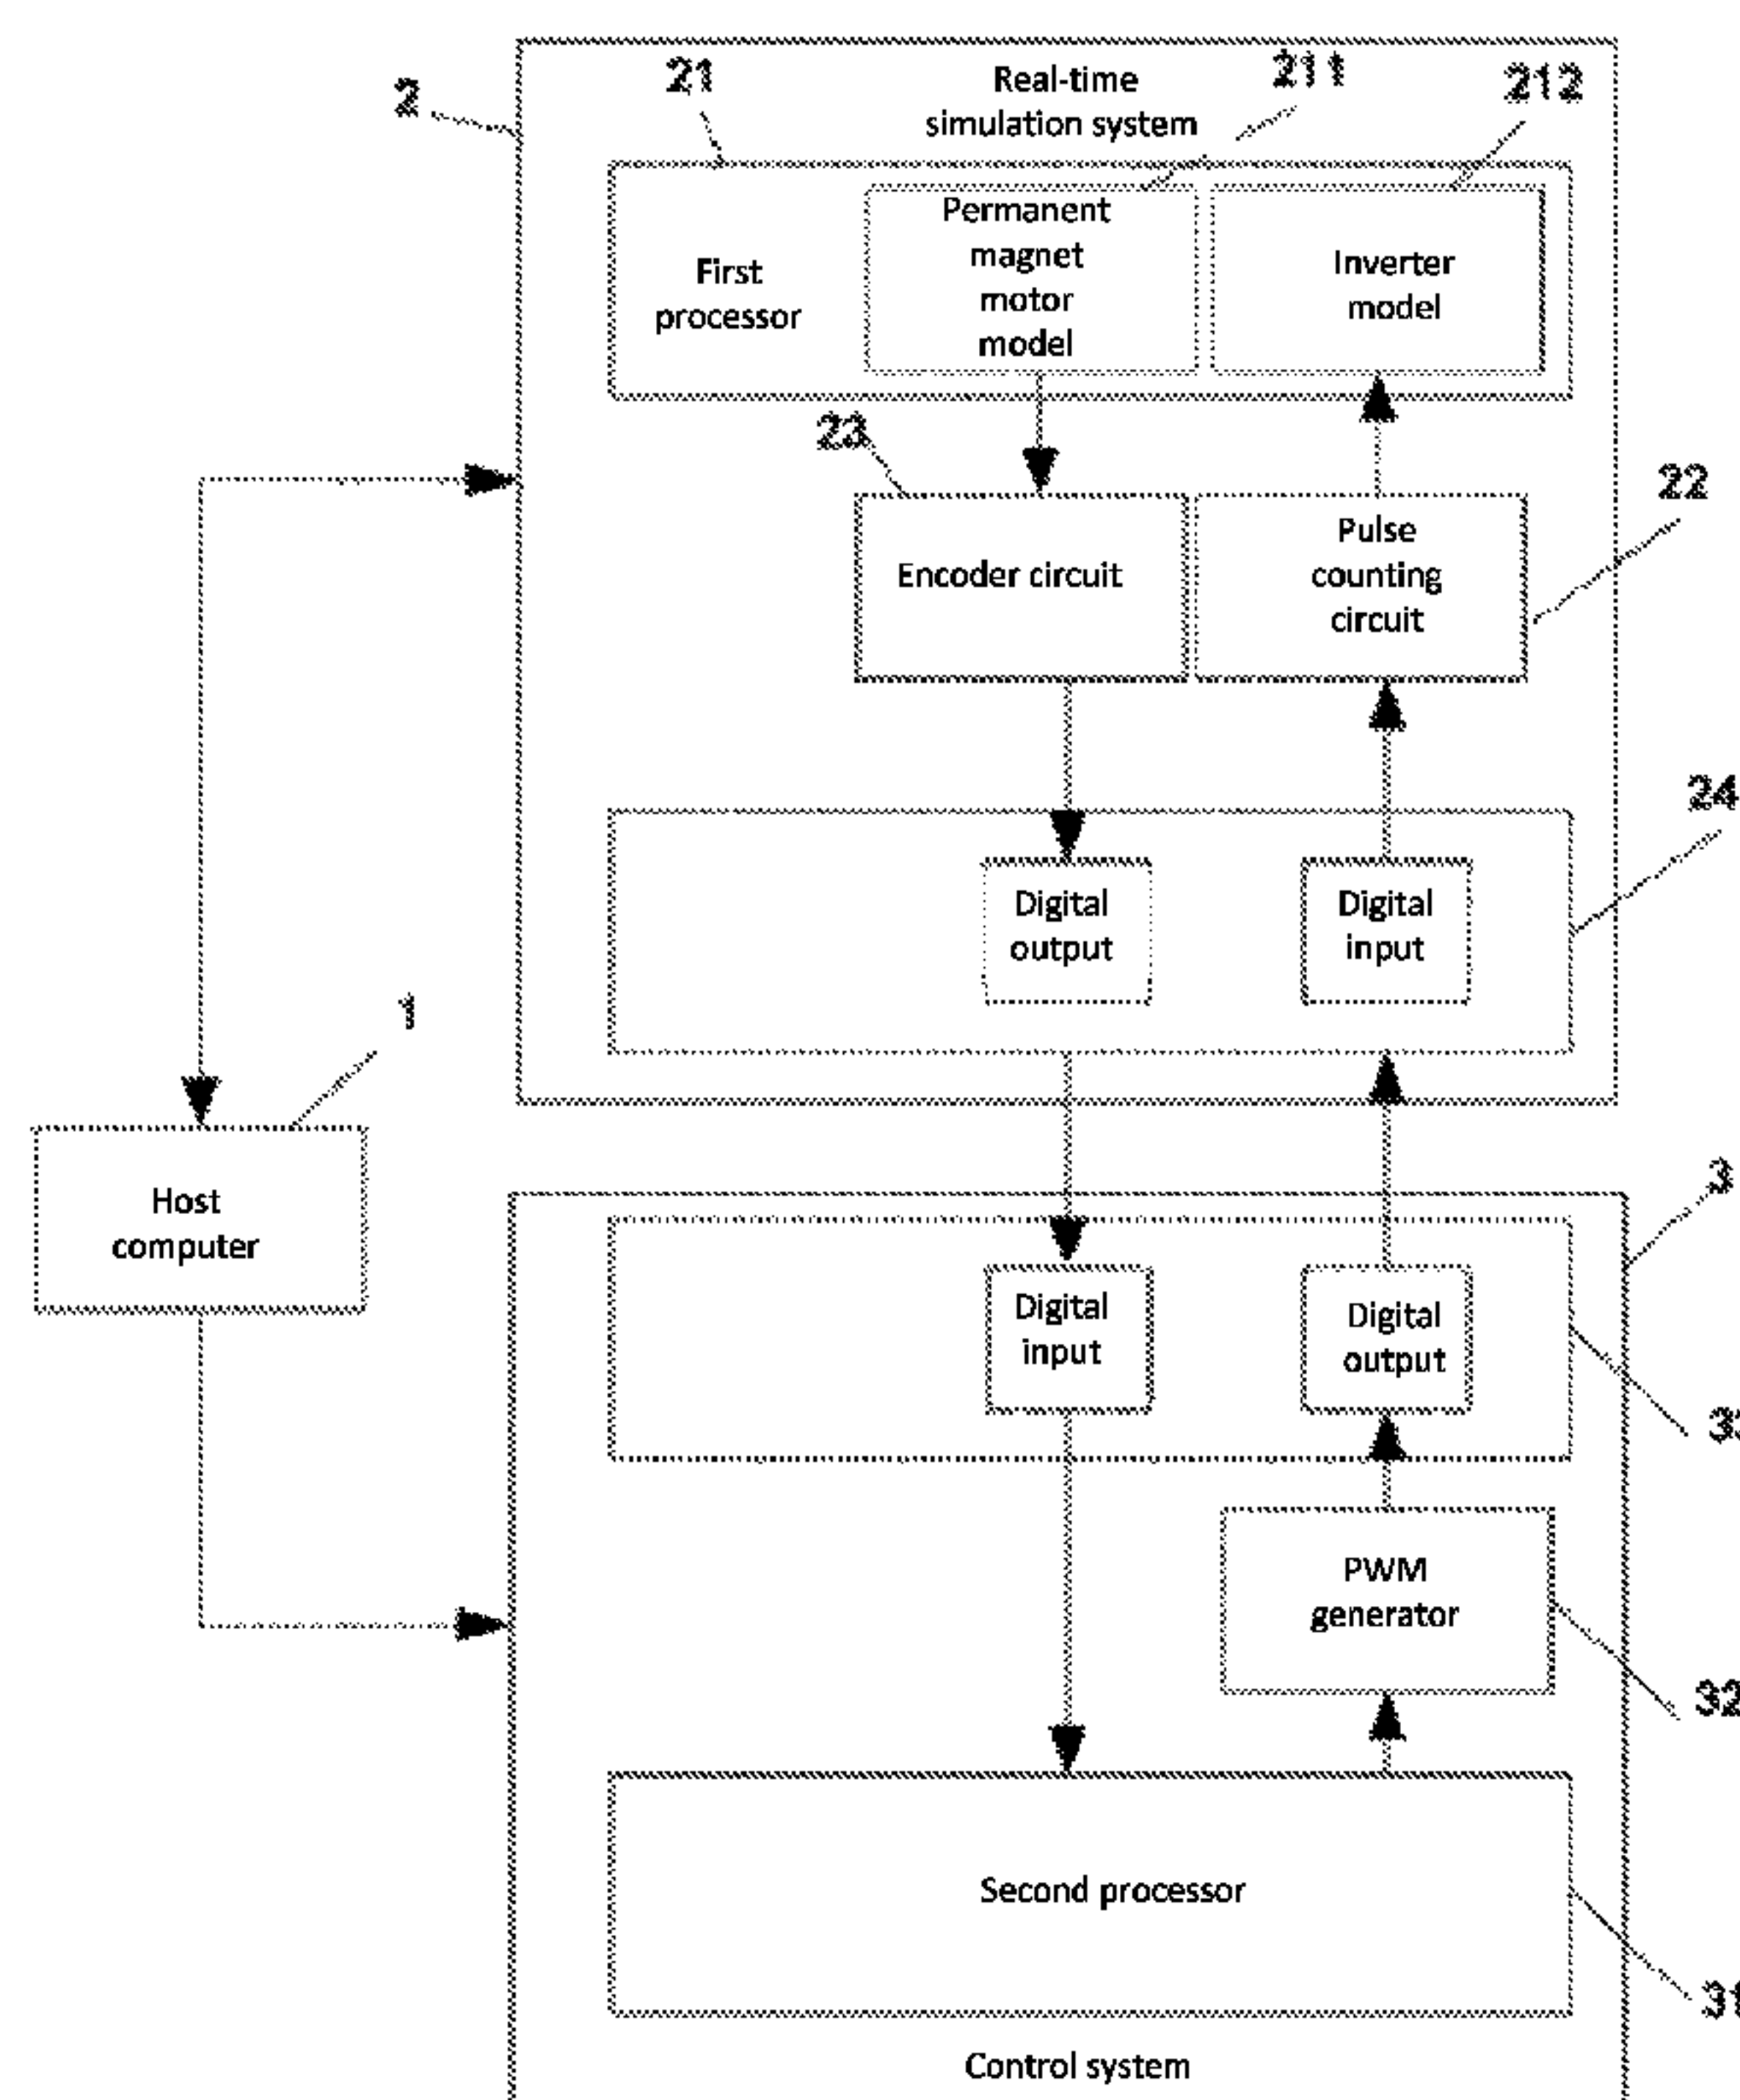 2
21
Real-time
simulation system
211
212
First
processor
Permanent
magnet
motor
model
Inverter
model
23
22
Encoder circuit
Pulse
counting
circuit
24
Digital
output
Digital
input
1
Host
computer
3
Digital
input
Digital
output
PWM
generator
32
Second processor
31
Control system